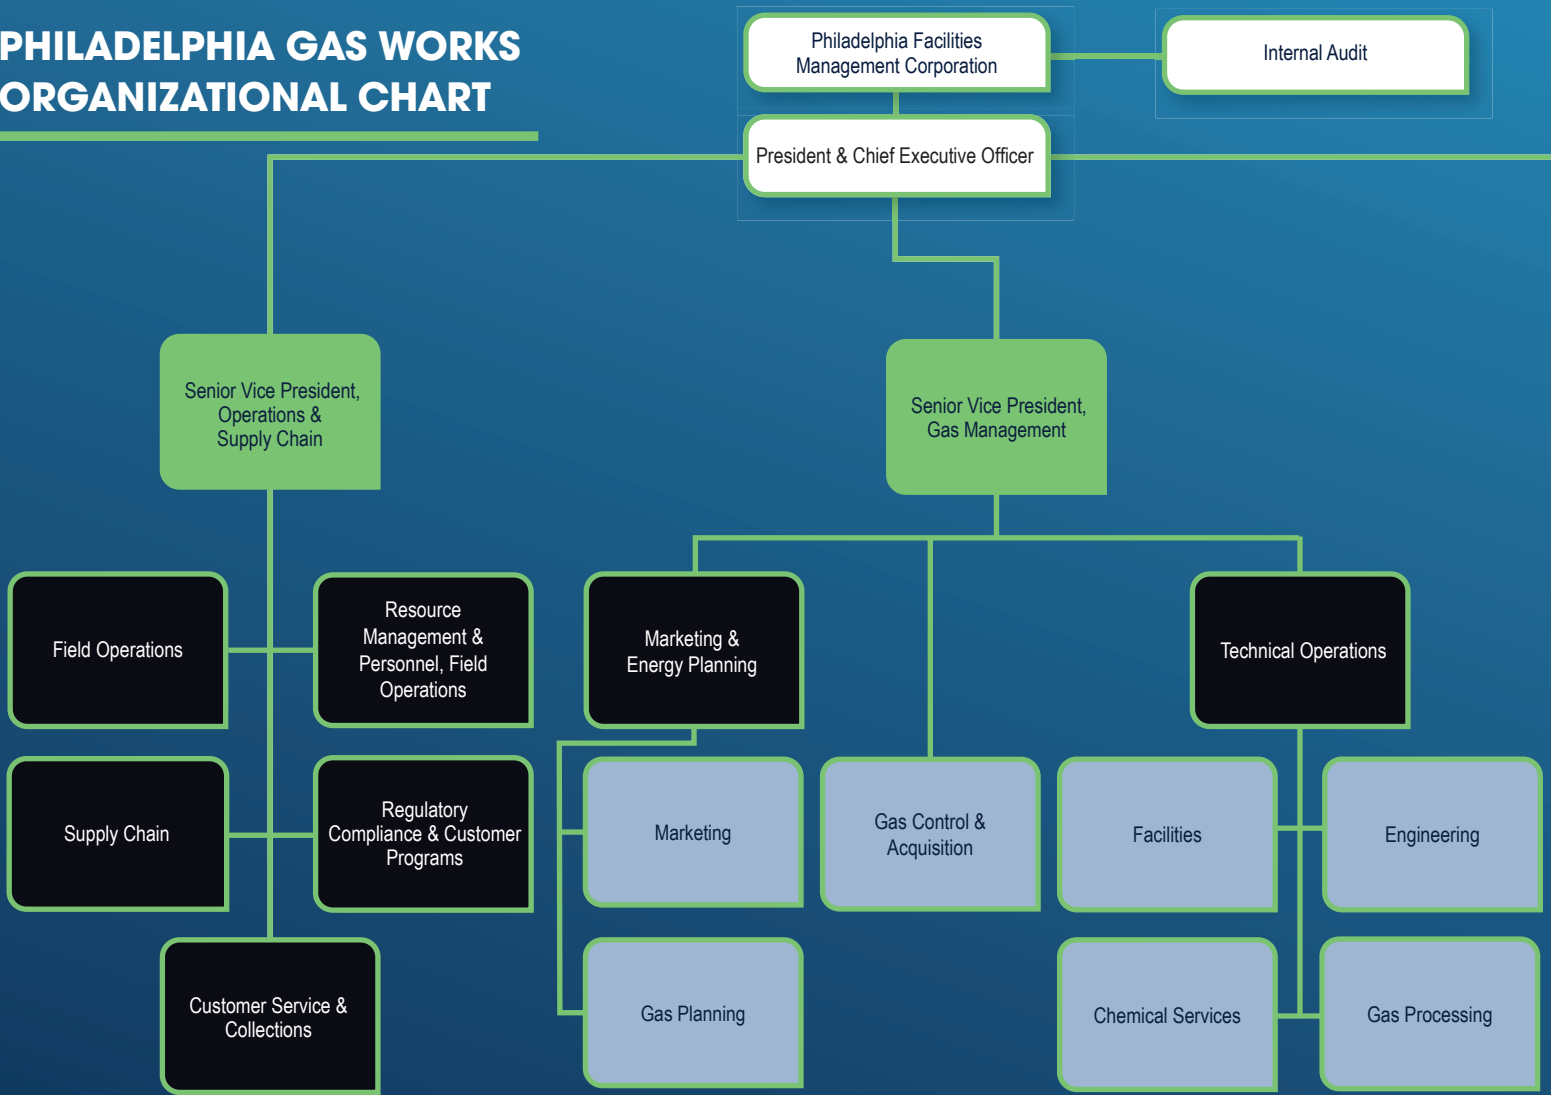 PHILADELPHIA GAS WORKS
ORGANIZATIONAL CHART
Philadelphia Facilities
Management Corporation
Internal Audit
President & Chief Executive Officer
Senior Vice President,
Operations &
Supply Chain
Senior Vice President,
Gas Management
Field Operations
Resource
Management &
Personnel, Field
Operations
Marketing &
Energy Planning
Technical Operations
Supply Chain
Regulatory
Compliance & Customer
Programs
Marketing
Gas Control &
Acquisition
Facilities
Engineering
Customer Service &
Collections
Gas Planning
Chemical Services
Gas Processing